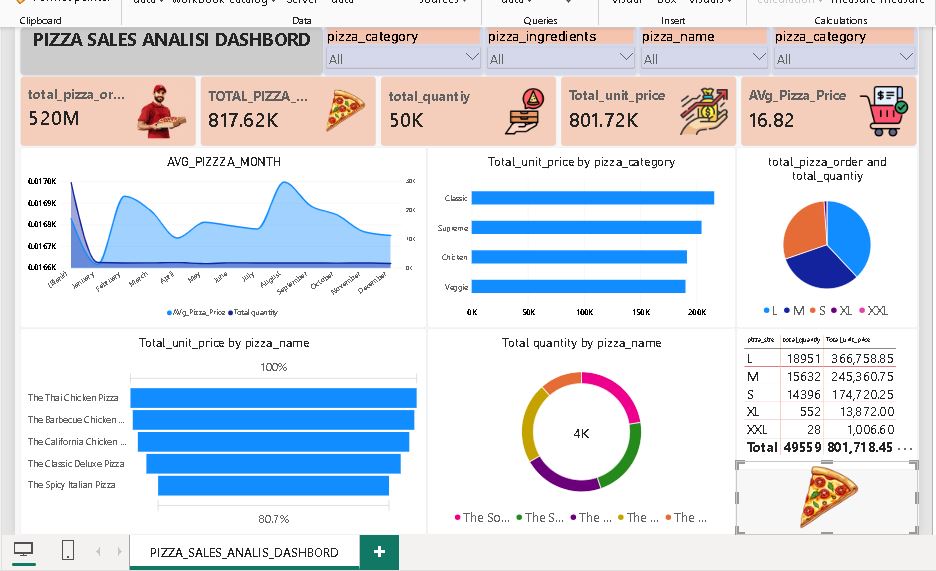 Clipboard
Data
Queries
Insert
Calculations
PIZZA SALES ANALISI DASHBORD
pizza_category
All
pizza_ingredients
All
pizza_name
All
pizza_category
All
total_pizza_or...
520M
TOTAL_PIZZA_...
817.62K
total_quantiy
50K
Total_unit_price
801.72K
AVg_Pizza_Price
16.82
AVG_PIZZZA_MONTH
0.0170K
0.0169K
0.0168K
0.0167K
0.0166K
30K
20K
10K
0K
(Blank)
January
February
March
April
May
June
July
August
September
October
November
December
AVg_Pizza_Price
Total quantity
Total_unit_price by pizza_category
Classic
Supreme
Chicken
Veggie
0K
50K
100K
150K
200K
total_pizza_order and
total_quantiy
L M S XL XXL
Total_unit_price by pizza_name
100%
The Thai Chicken Pizza
The Barbecue Chicken ...
The California Chicken ...
The Classic Deluxe Pizza
The Spicy Italian Pizza
80.7%
Total quantity by pizza_name
4K
The So... The S... The ... The ... The ...
pizza_size total_quantiy Total_unit_price
L 18951 366,758.85
M 15632 245,360.75
S 14396 174,720.25
XL 552 13,872.00
XXL 28 1,006.60
Total 49559 801,718.45
PIZZA_SALES_ANALIS_DASHBORD